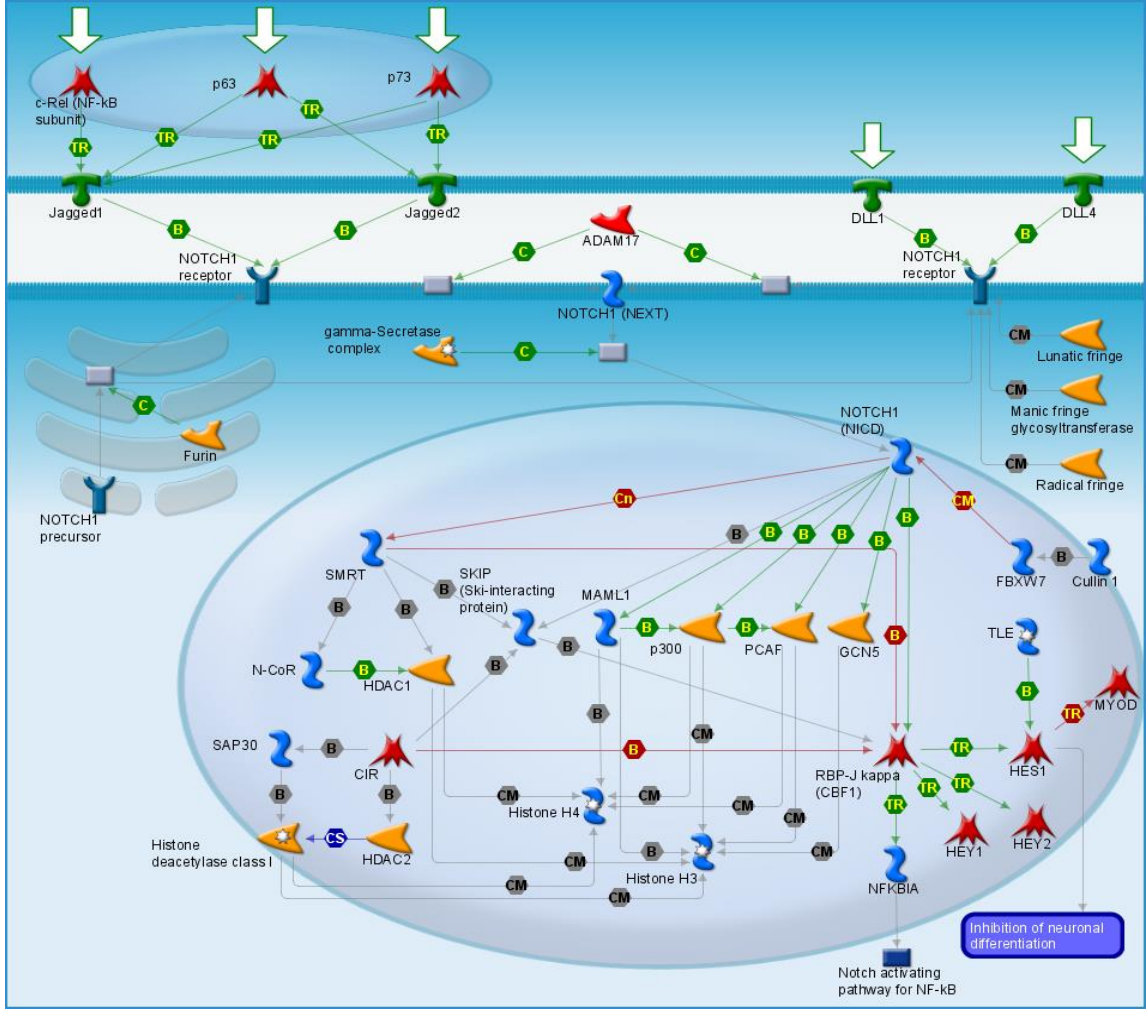 c-Rel (NF-kB
subunit)
p63
p73
TR
TR
TR
TR
TR
Jagged1
Jagged2
DLL1
DLL4
B
B
B
B
ADAM17
C
C
NOTCH1
receptor
NOTCH1
receptor
NOTCH1 (NEXT)
gamma-Secretase
complex
C
CM
Lunatic fringe
CM
Manic fringe
glycosyltransferase
CM
Radical fringe
C
Furin
NOTCH1
precursor
NOTCH1
(NICD)
Cn
CM
B
B
B
B
B
B
SMRT
SKIP
(Ski-interacting
protein)
MAML1
FBXW7
B
Cullin 1
B
B
B
B
B
B
p300
PCAF
GCN5
TLE
N-CoR
B
HDAC1
B
B
B
B
TR
MYOD
SAP30
B
CIR
B
CM
RBP-J kappa
(CBF1)
TR
HES1
B
B
CM
Histone H4
CM
TR
TR
TR
Histone
deacetylase class I
CS
HDAC2
CM
B
CM
Histone H3
CM
CM
CM
HEY1
HEY2
NFKBIA
Inhibition of neuronal
differentiation
Notch activating
pathway for NF-kB